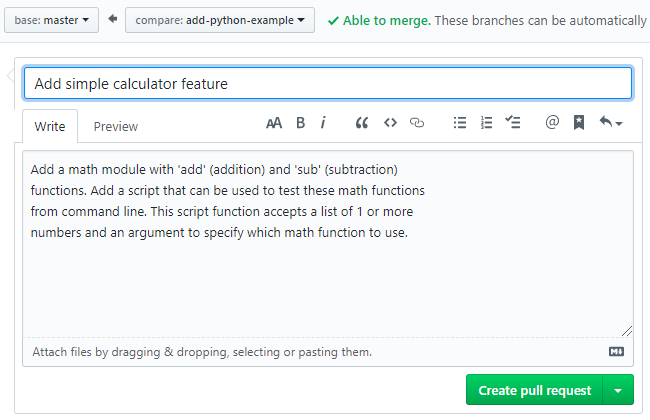 base: master compare: add-python-example Able to merge. These branches can be automatically
Add simple calculator feature
Write Preview AA B i
Add a math module with 'add' (addition) and 'sub' (subtraction)
functions. Add a script that can be used to test these math functions
from command line. This script function accepts a list of 1 or more
numbers and an argument to specify which math function to use.
Attach files by dragging & dropping, selecting or pasting them.
Create pull request